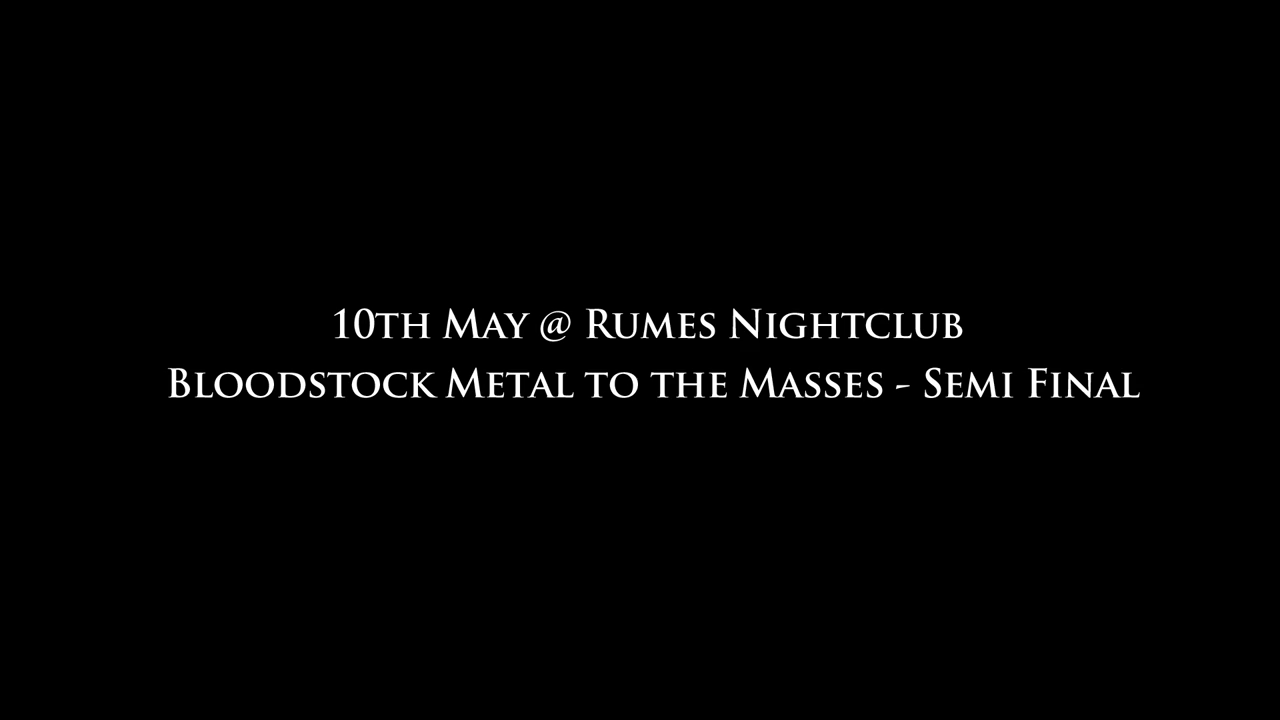 10th May @ Rumes Nightclub
Bloodstock Metal to the Masses - Semi Final